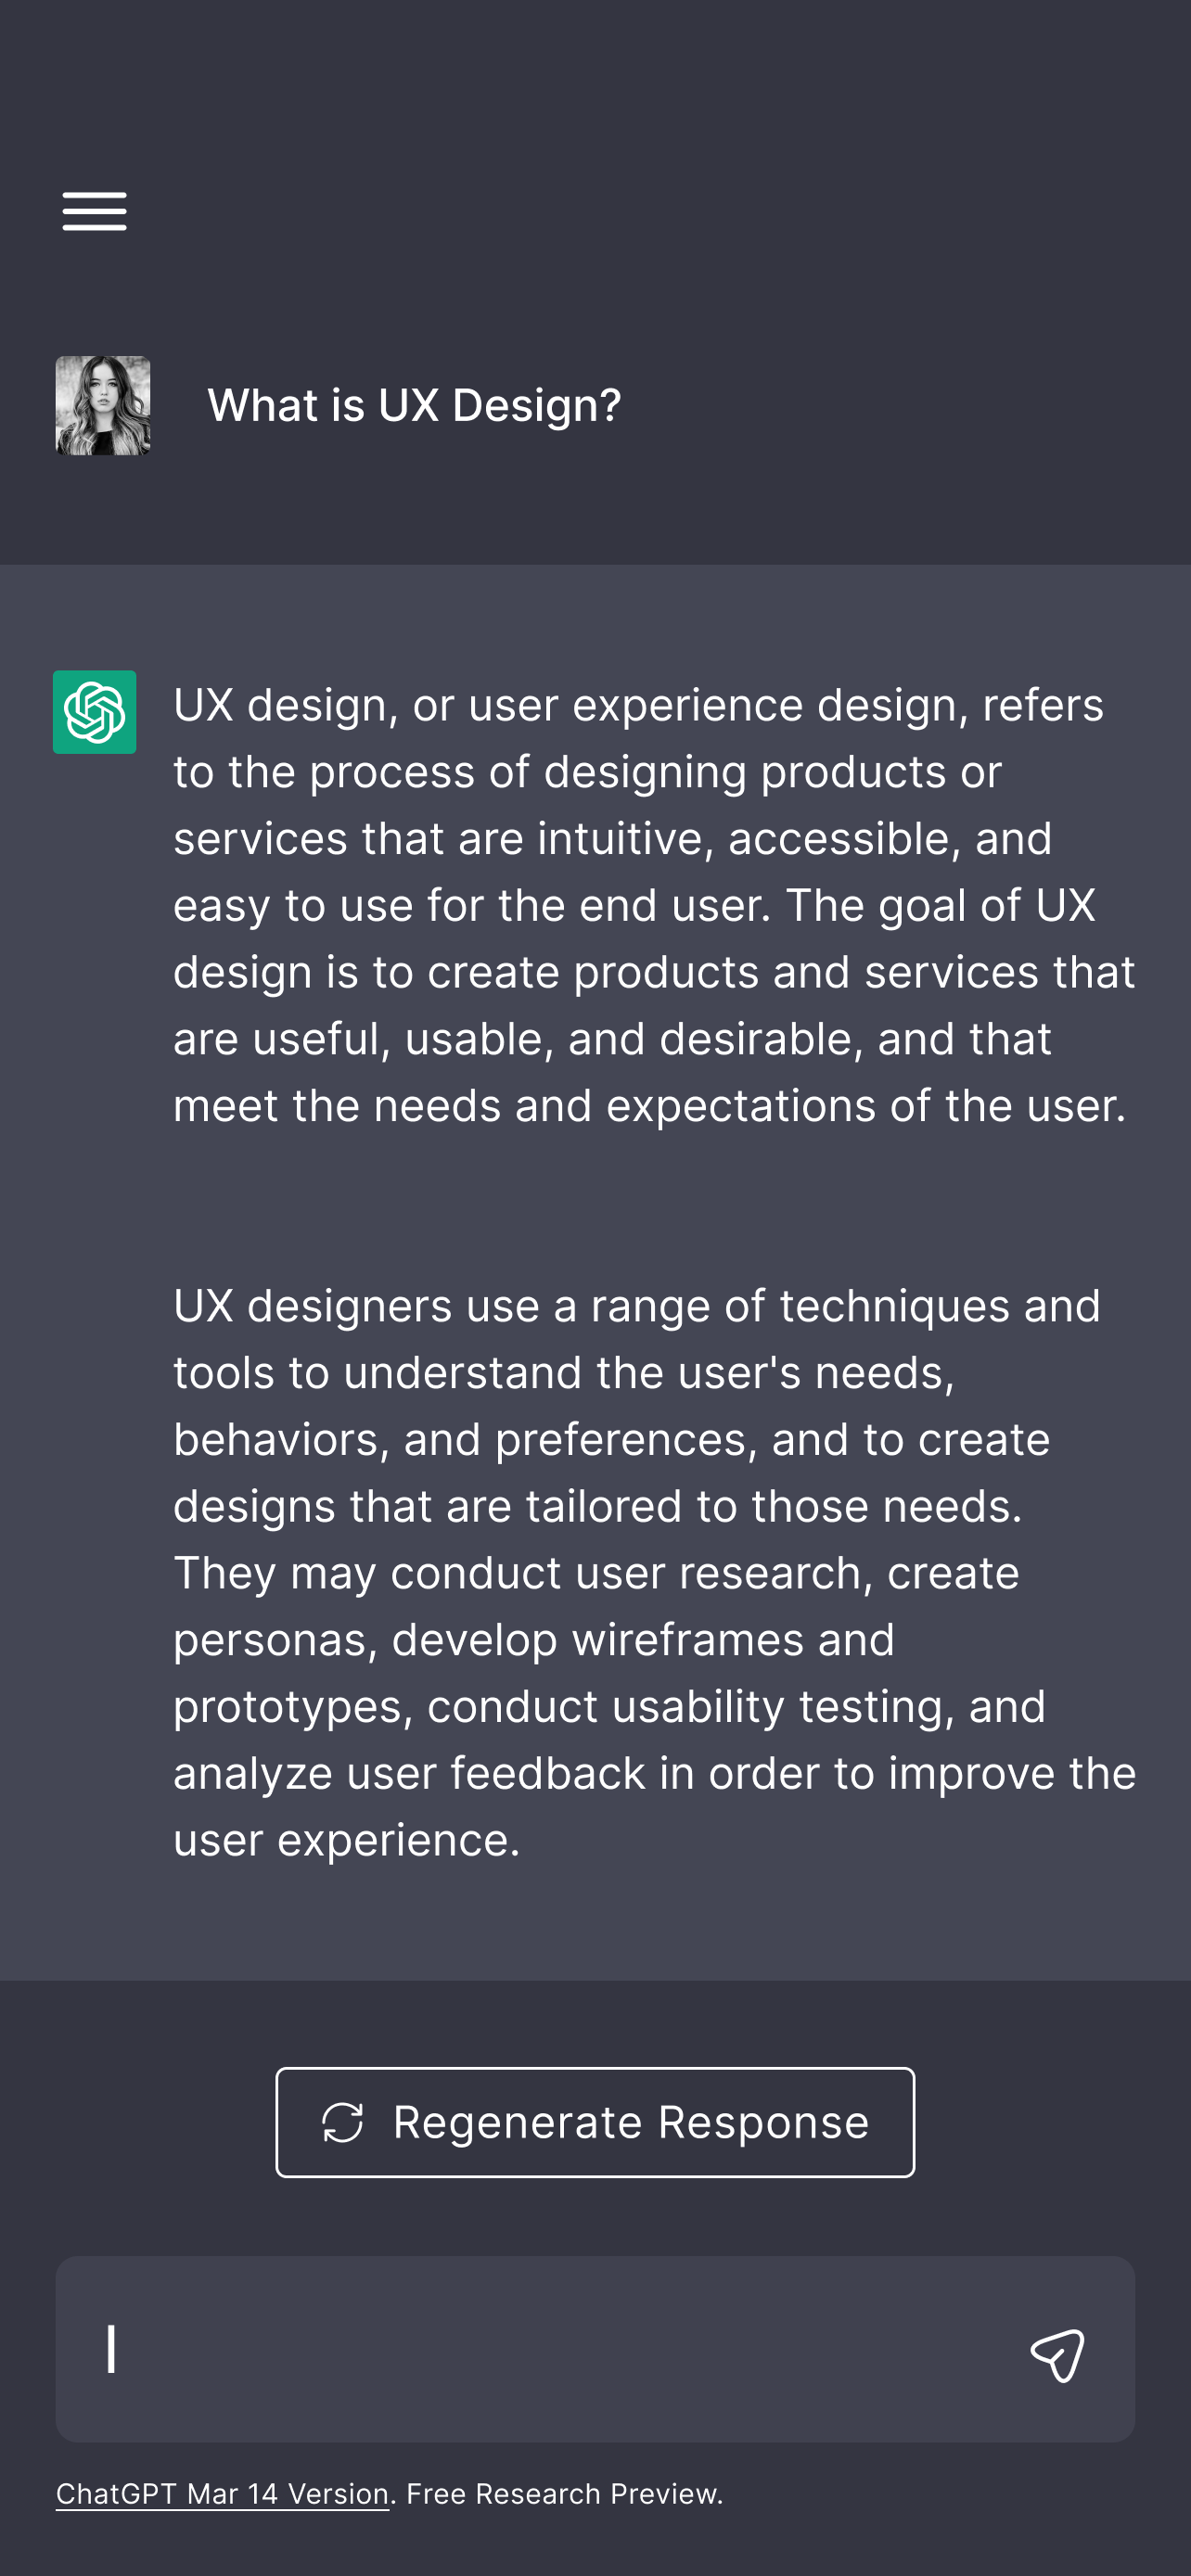 What is UX Design?
UX design, or user experience design, refers
to the process of designing products or
services that are intuitive, accessible, and
easy to use for the end user. The goal of UX
design is to create products and services that
are useful, usable, and desirable, and that
meet the needs and expectations of the user.
UX designers use a range of techniques and
tools to understand the user's needs,
behaviors, and preferences, and to create
designs that are tailored to those needs.
They may conduct user research, create
personas, develop wireframes and
prototypes, conduct usability testing, and
analyze user feedback in order to improve the
user experience.
Regenerate Response
ChatGPT Mar 14 Version. Free Research Preview.